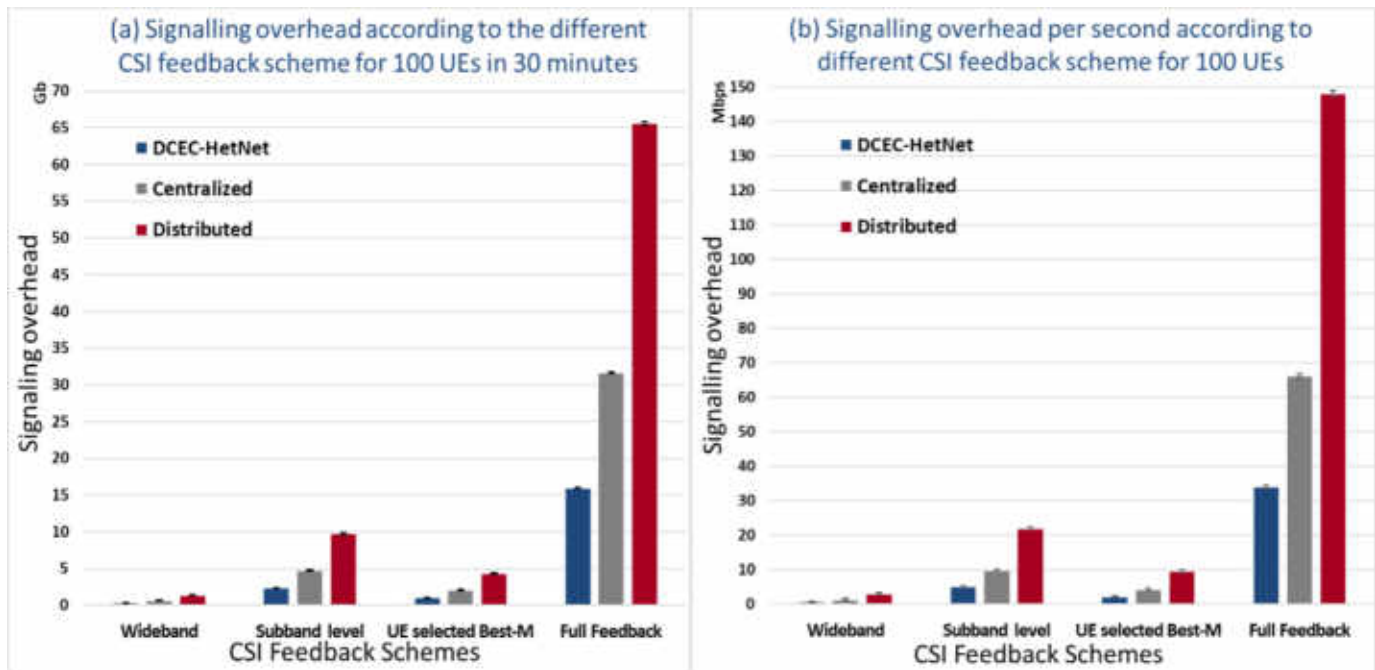 (a) Signalling overhead according to the different
CSI feedback scheme for 100 UEs in 30 minutes
Gb
70
65
60
55
50
45
40
35
30
25
20
15
10
5
0
Signaling overhead
DCEC-HetNet
Centralized
Distributed
Wideband
Subband level
UE selected Best-M
Full Feedback
CSI Feedback Schemes
(b) Signalling overhead per second according to
different CSI feedback scheme for 100 UEs
Mbps
150
140
130
120
110
100
90
80
70
60
50
40
30
20
10
0
Signalling overhead
DCEC-HetNet
Centralized
Distributed
Wideband
Subband level
UE selected Best-M
Full Feedback
CSI Feedback Schemes